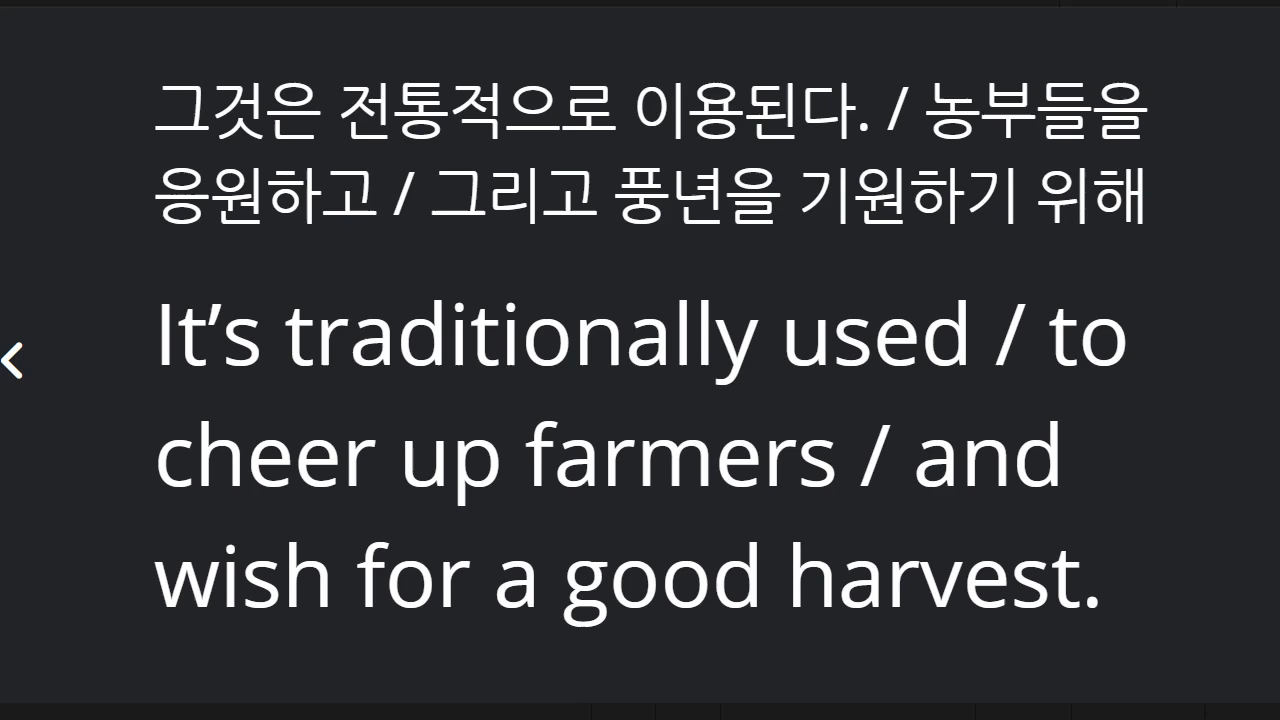 그것은 전통적으로 이용된다. / 농부들을
응원하고 / 그리고 풍년을 기원하기 위해
It’s traditionally used / to
cheer up farmers / and
wish for a good harvest.